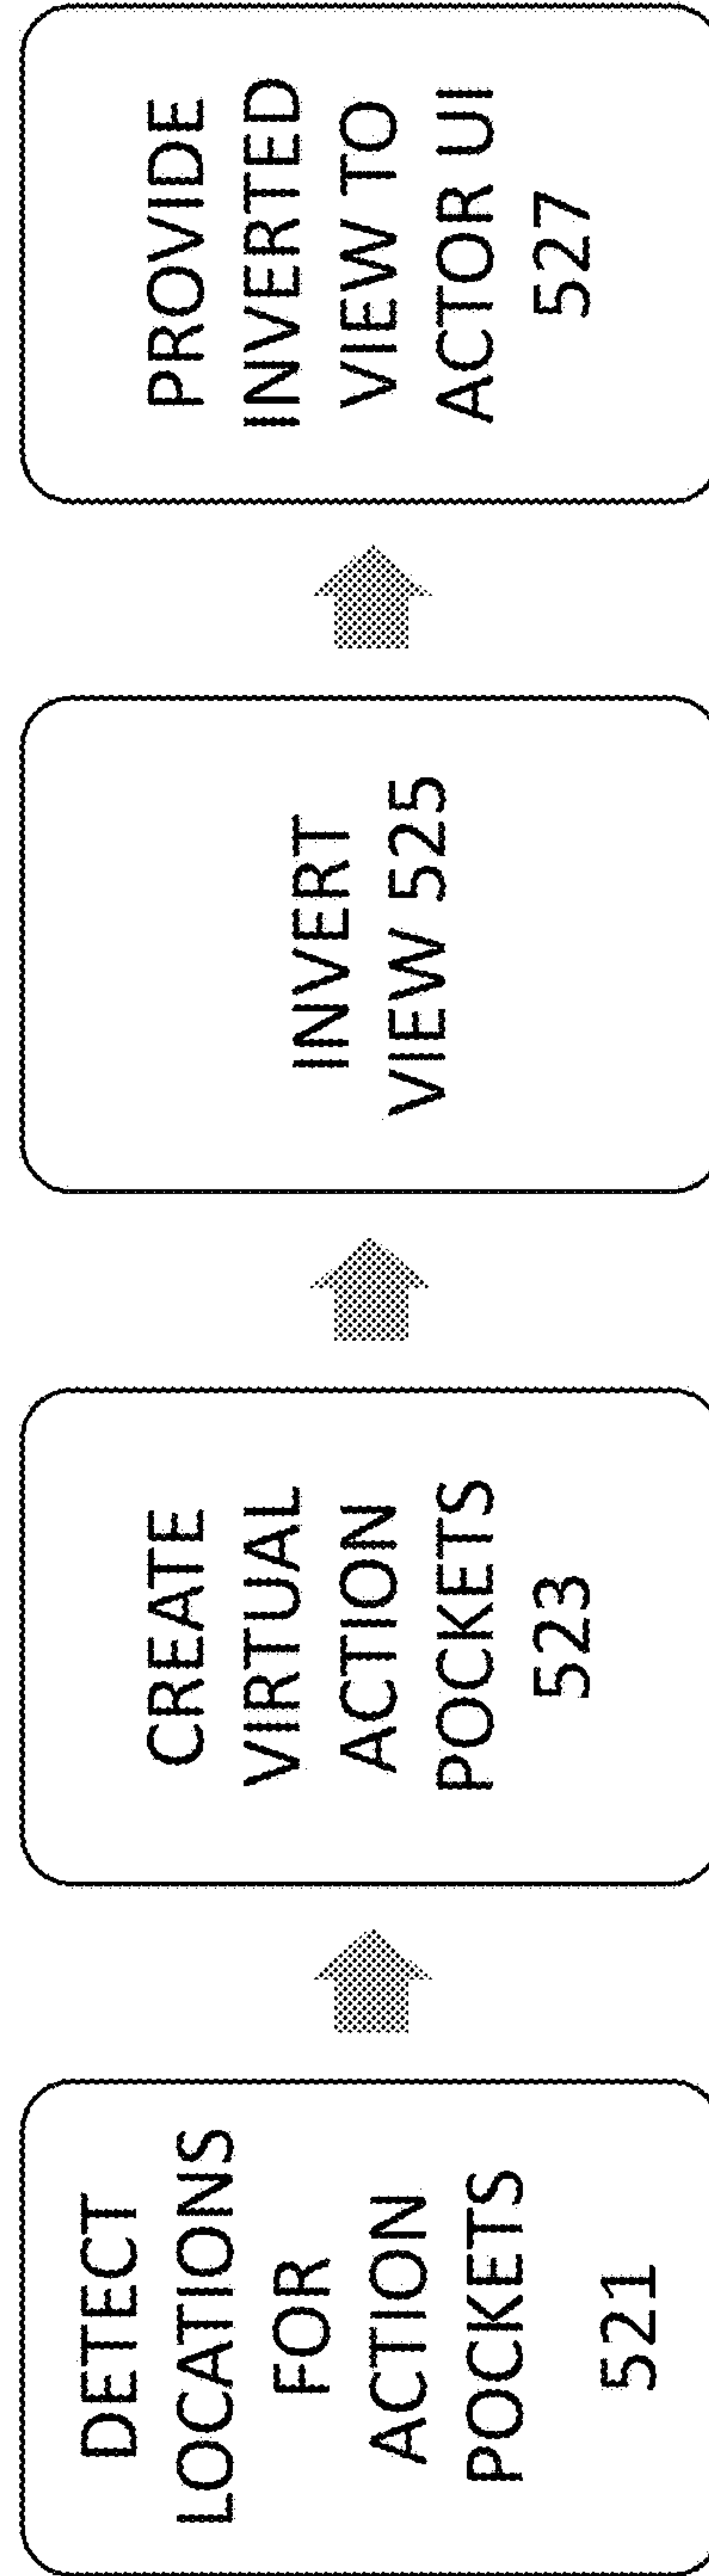 DETECT
LOCATIONS
FOR
ACTION
POCKETS
521
CREATE
VIRTUAL
ACTION
POCKETS
523
INVERT
VIEW 525
PROVIDE
INVERTED
VIEW TO
ACTOR UI
527